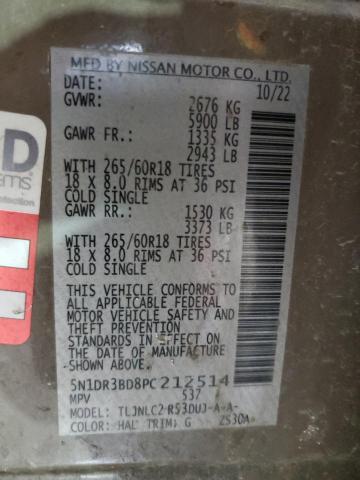 MFD BY NISSAN MOTOR CO., LTD.
DATE: 10/22
GVWR: 2676 KG
5900 LB
GAWR FR: 1335 KG
2943 LB
WITH 265/60R18 TIRES
18 X 8.0 RIMS AT 36 PSI
COLD SINGLE
GAWR RR: 1530 KG
3373 LB
WITH 265/60R18 TIRES
18 X 8.0 RIMS AT 36 PSI
COLD SINGLE
THIS VEHICLE CONFORMS TO
ALL APPLICABLE FEDERAL
MOTOR VEHICLE SAFETY
AND THEFT PREVENTION
STANDARDS IN EFFECT ON
THE DATE OF MANUFACTURE
SHOWN ABOVE.
5N1DR3BD8PC212514
MPV 537
MODEL:
COLOR: HAL TRIM: G
D
ems
otection